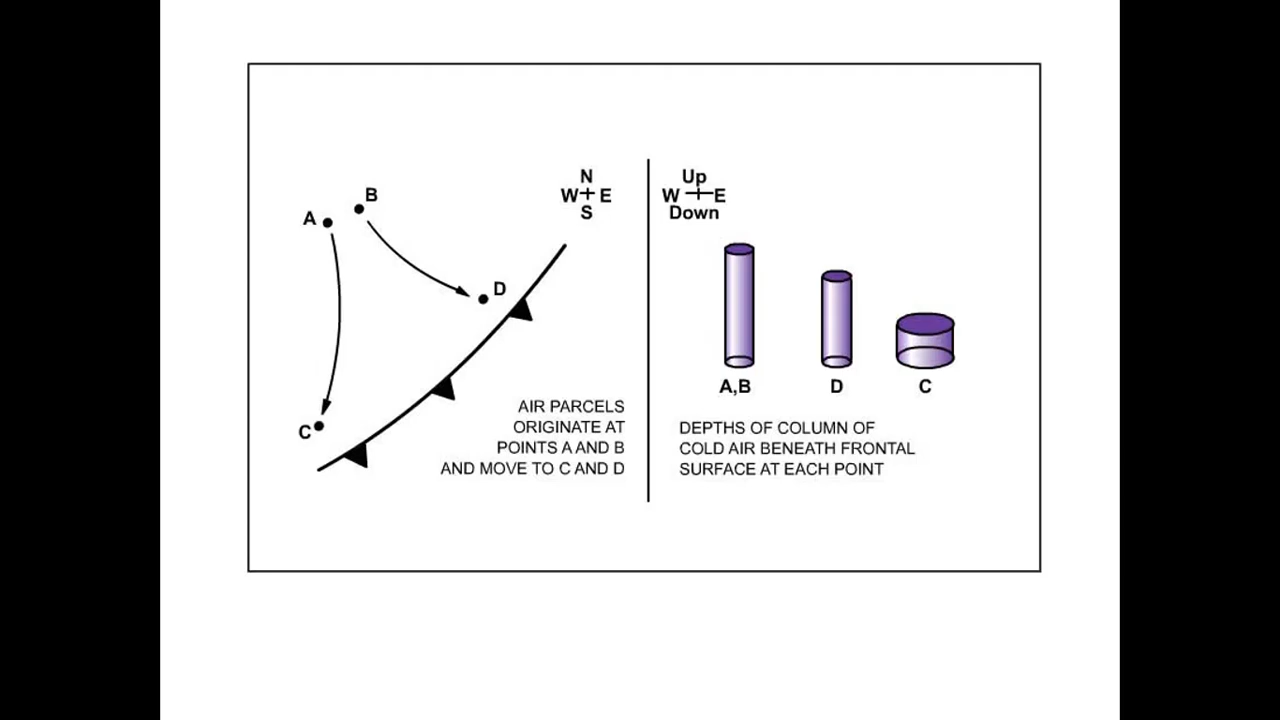 N
W E
S
A
B
D
C
AIR PARCELS
ORIGINATE AT
POINTS A AND B
AND MOVE TO C AND D
Up
W E
Down
A,B
D
C
DEPTHS OF COLUMN OF
COLD AIR BENEATH FRONTAL
SURFACE AT EACH POINT